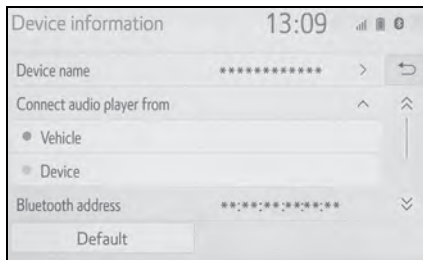 Device information 13:09
Device name ************ >
Connect audio player from
Vehicle
Device
Bluetooth address **:**:**:**:**:**
Default